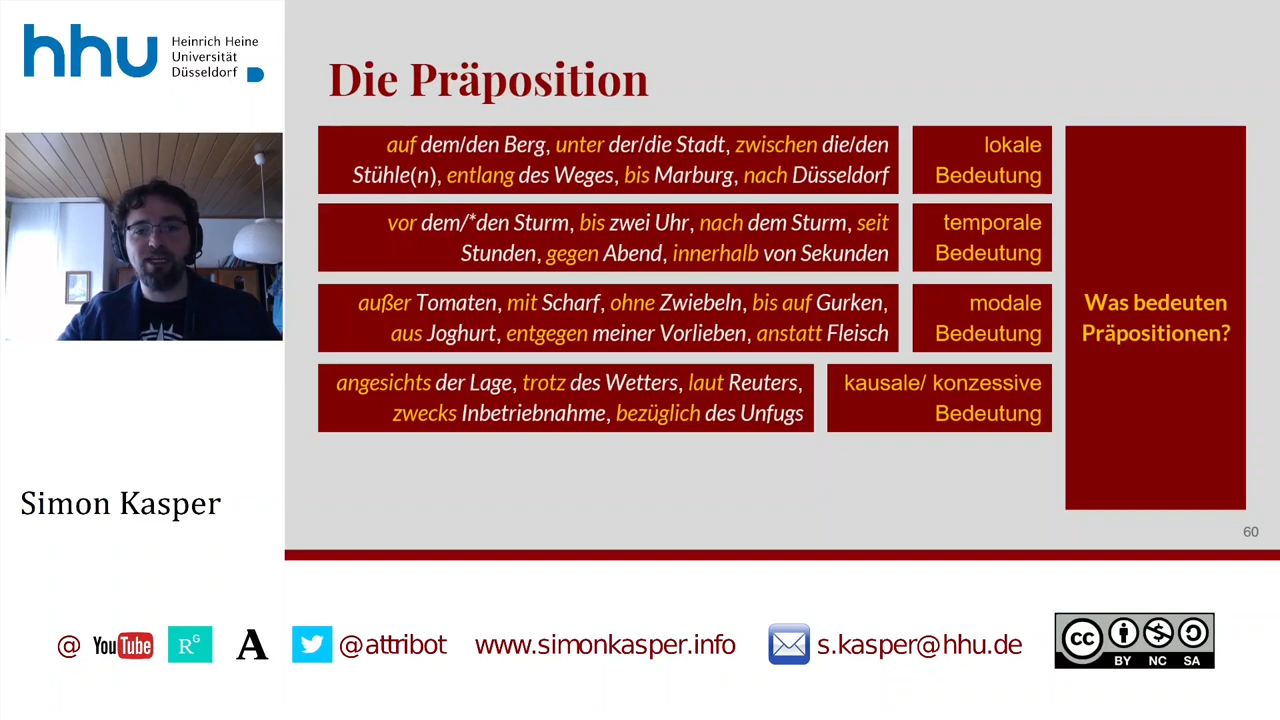 hhu
Heinrich Heine
Universität
Düsseldorf
Die Präposition
auf dem/den Berg, unter der/die Stadt, zwischen die/den
Stühle(n), entlang des Weges, bis Marburg, nach Düsseldorf
lokale
Bedeutung
vor dem/*den Sturm, bis zwei Uhr, nach dem Sturm, seit
Stunden, gegen Abend, innerhalb von Sekunden
temporale
Bedeutung
außer Tomaten, mit Scharf, ohne Zwiebeln, bis auf Gurken,
aus Joghurt, entgegen meiner Vorlieben, anstatt Fleisch
modale
Bedeutung
angesichts der Lage, trotz des Wetters, laut Reuters,
zwecks Inbetriebnahme, bezüglich des Unfugs
kausale/ konzessive
Bedeutung
Was bedeuten
Präpositionen?
60
Simon Kasper
@ YouTube RG A @attribot www.simonkasper.info s.kasper@hhu.de
cc BY NC SA